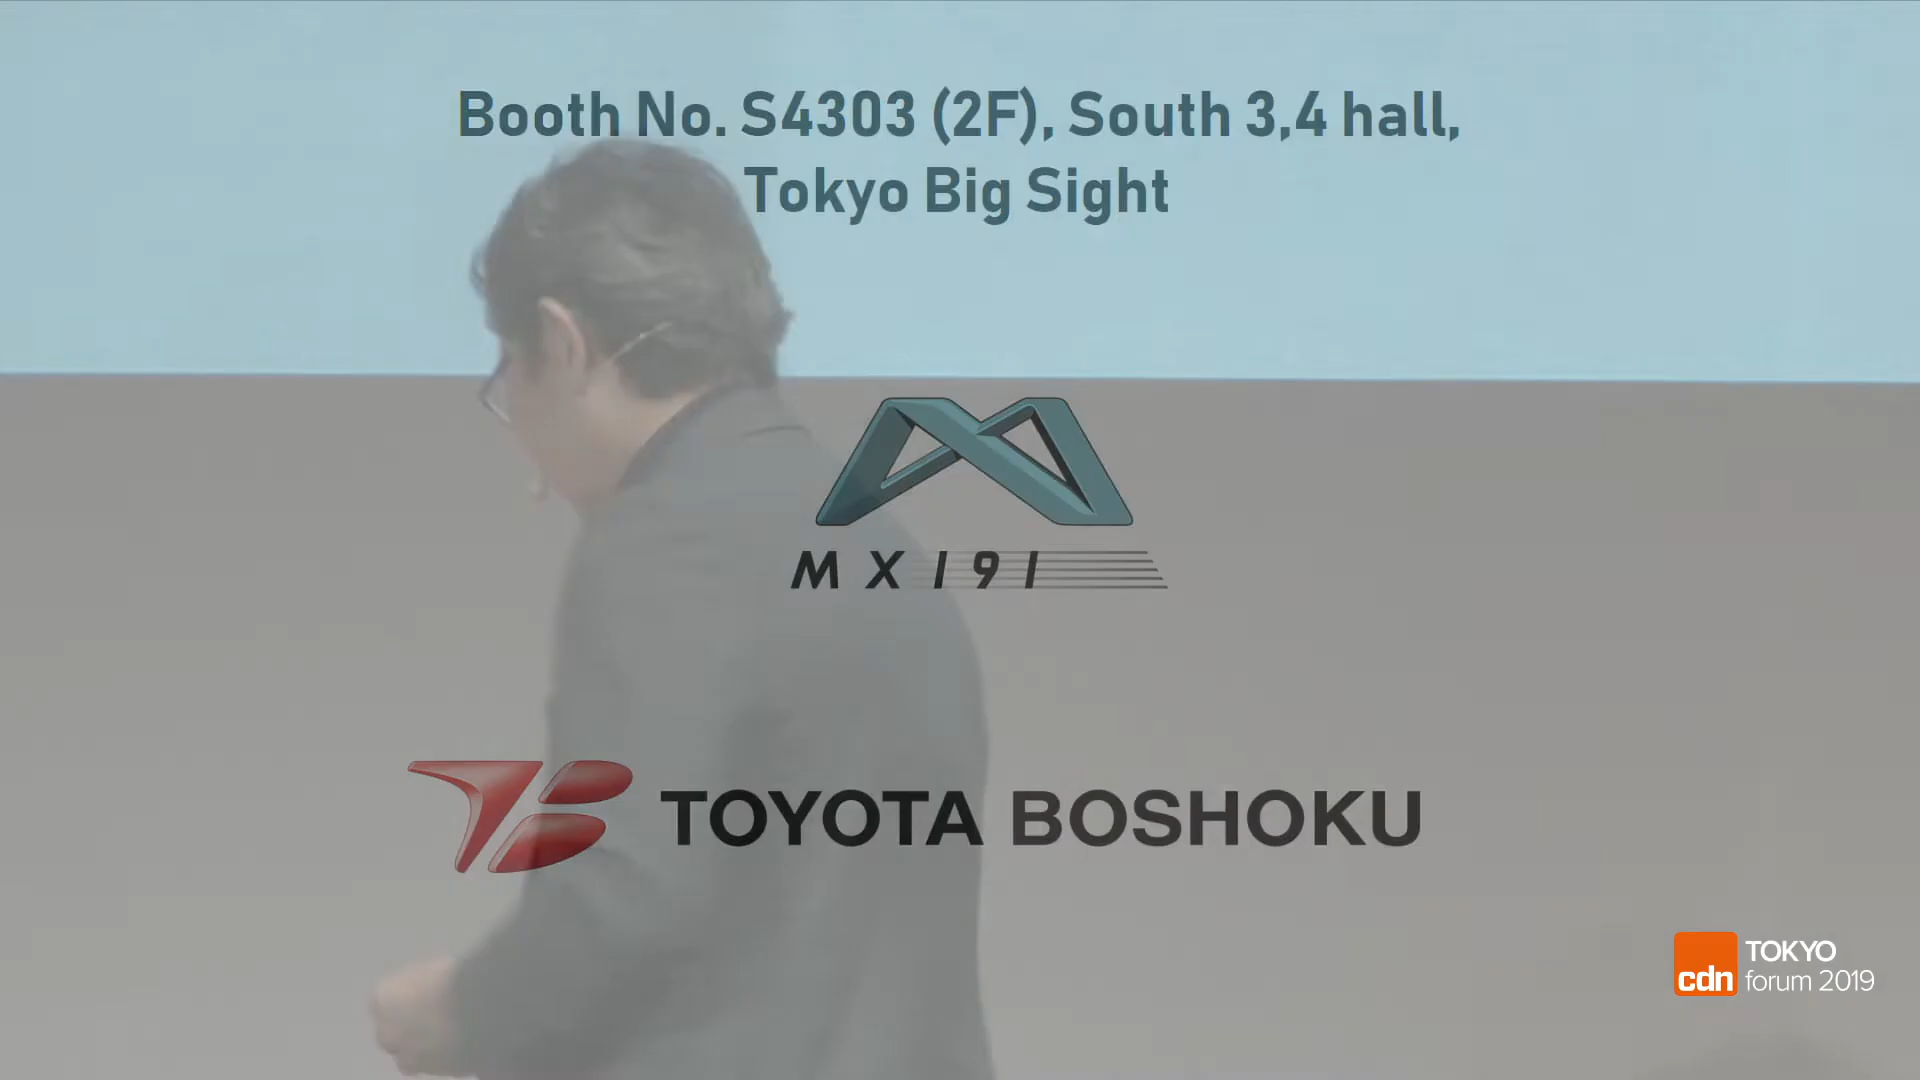 Booth No. S4303 (2F), South 3,4 hall,
Tokyo Big Sight
MX191
TOYOTA BOSHOKU
cdn TOKYO
forum 2019